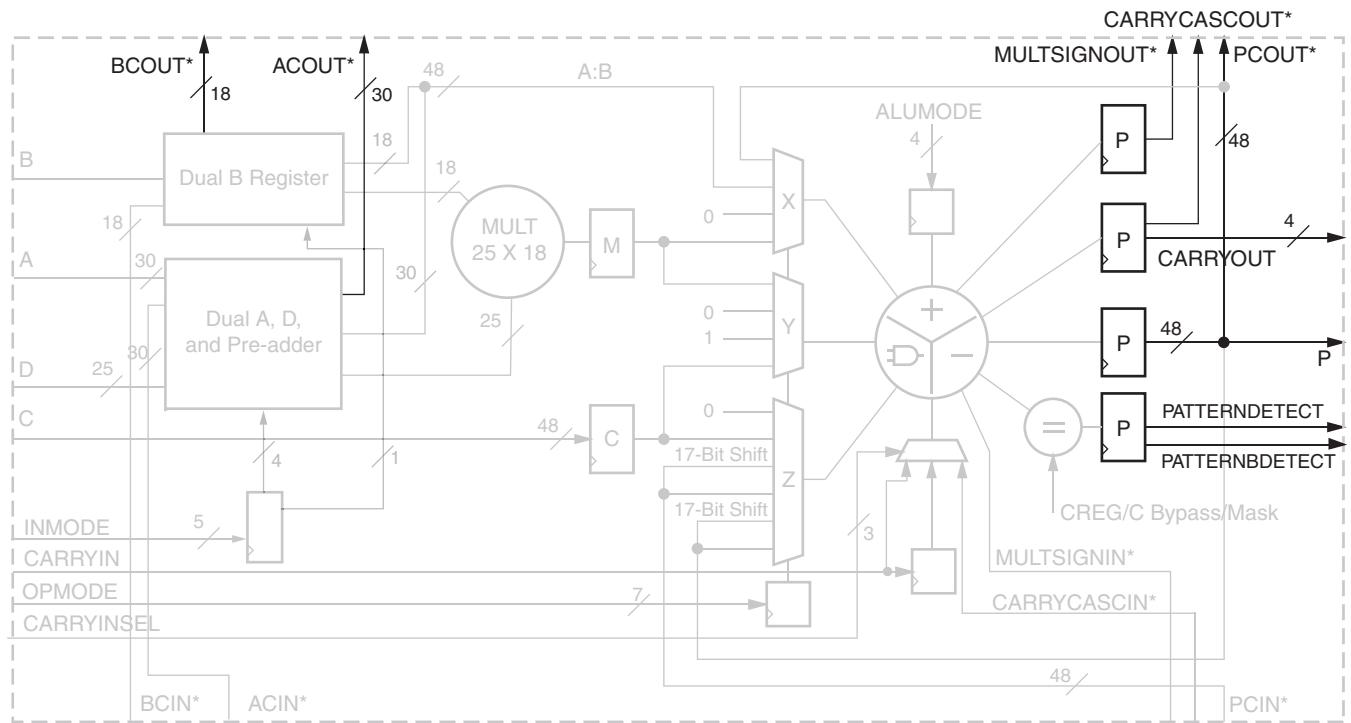 CARRYCASCOUT*
BCOUT* ACOUT* MULTSIGNOUT* PCOUT*
48 A:B
18 30
ALUMODE
4
B 18 P 48
Dual B Register 18
X
18 0 4
MULT
25 X 18 M P
A 30 30 CARRYOUT
Dual A, D,
and Pre-adder
25 0 Y 48
1 P
30 P
D 25
C 0 PATTERNDETECT
48 C = P
17-Bit Shift PATTERNBDETECT
4 1 Z
17-Bit Shift CREG/C Bypass/Mask
INMODE 5 3
CARRYIN MULTSIGNIN*
OPMODE 7
CARRYCASCIN*
CARRYINSEL
48
BCIN* ACIN* PCIN*